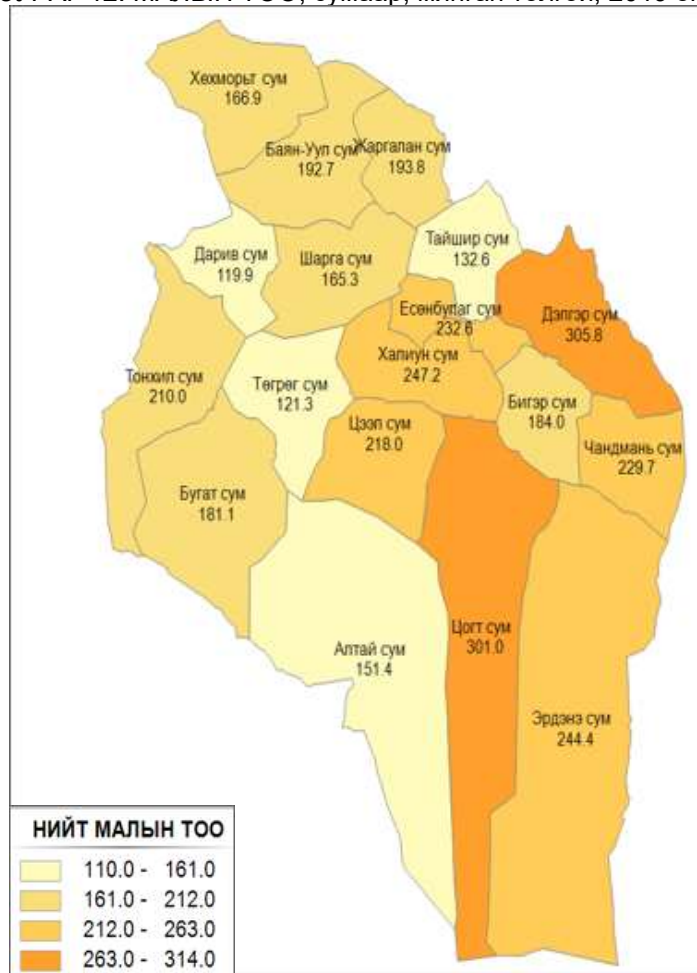 Хөхморьт сум
166.9
Баян-Уул сум
192.7
Жаргалан сум
193.8
Дарив сум
119.9
Шарга сум
165.3
Тайшир сум
132.6
Дэлгэр сум
305.8
Есөнбулаг сум
232.6
Халиун сум
247.2
Тонхил сум
210.0
Төгрөг сум
121.3
Бигэр сум
184.0
Цээл сум
218.0
Чандмань сум
229.7
Бугат сум
181.1
Цогт сум
301.0
Алтай сум
151.4
Эрдэнэ сум
244.4
НИЙТ МАЛЫН ТОО
110.0 - 161.0
161.0 - 212.0
212.0 - 263.0
263.0 - 314.0